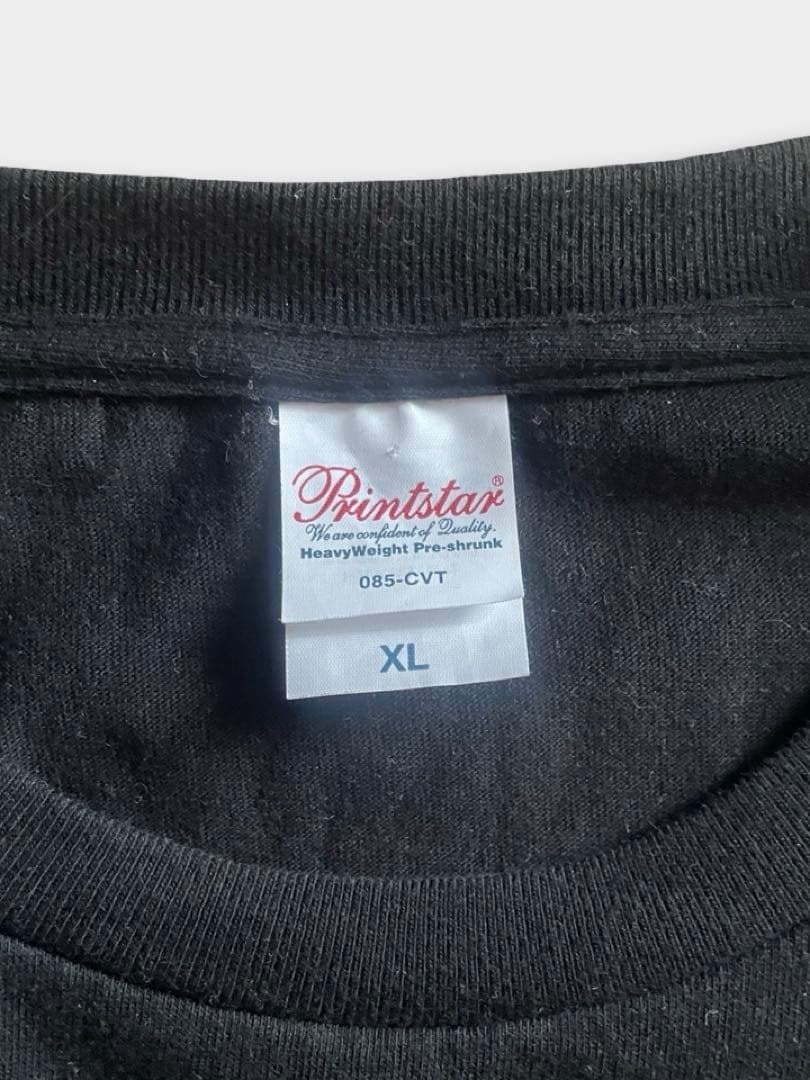 Printstar®
We are confident of Quality.
HeavyWeight Pre-shrunk
085-CVT
XL